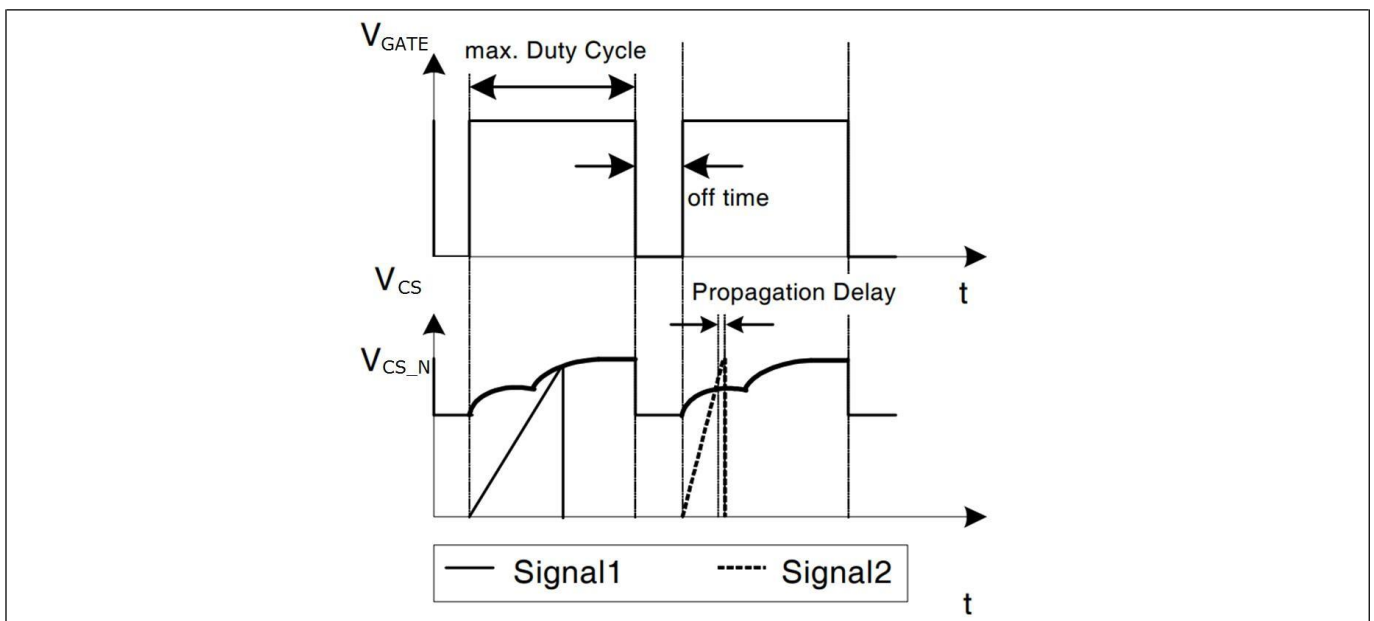 VGATE
max. Duty Cycle
off time
VCS
Propagation Delay
t
VCS_N
Signal1
Signal2
t